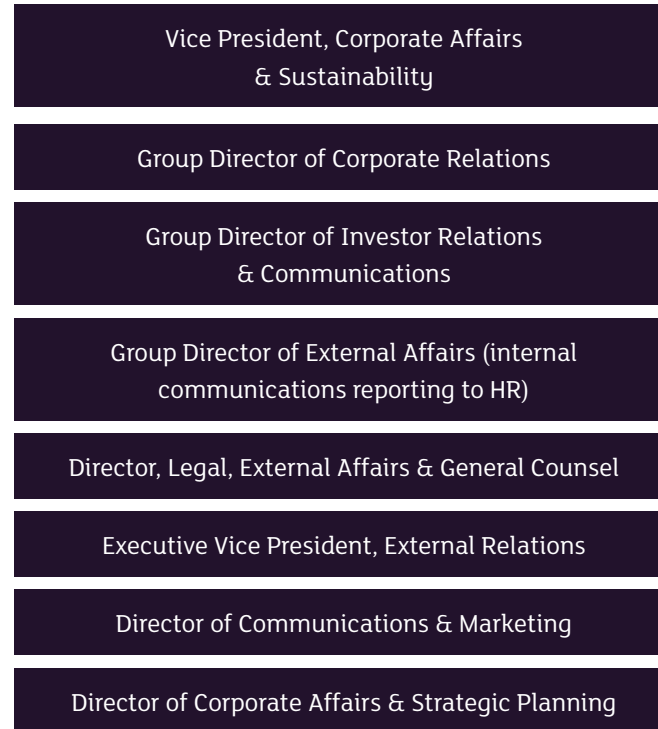 Vice President, Corporate Affairs
& Sustainability
Group Director of Corporate Relations
Group Director of Investor Relations
& Communications
Group Director of External Affairs (internal
communications reporting to HR)
Director, Legal, External Affairs & General Counsel
Executive Vice President, External Relations
Director of Communications & Marketing
Director of Corporate Affairs & Strategic Planning